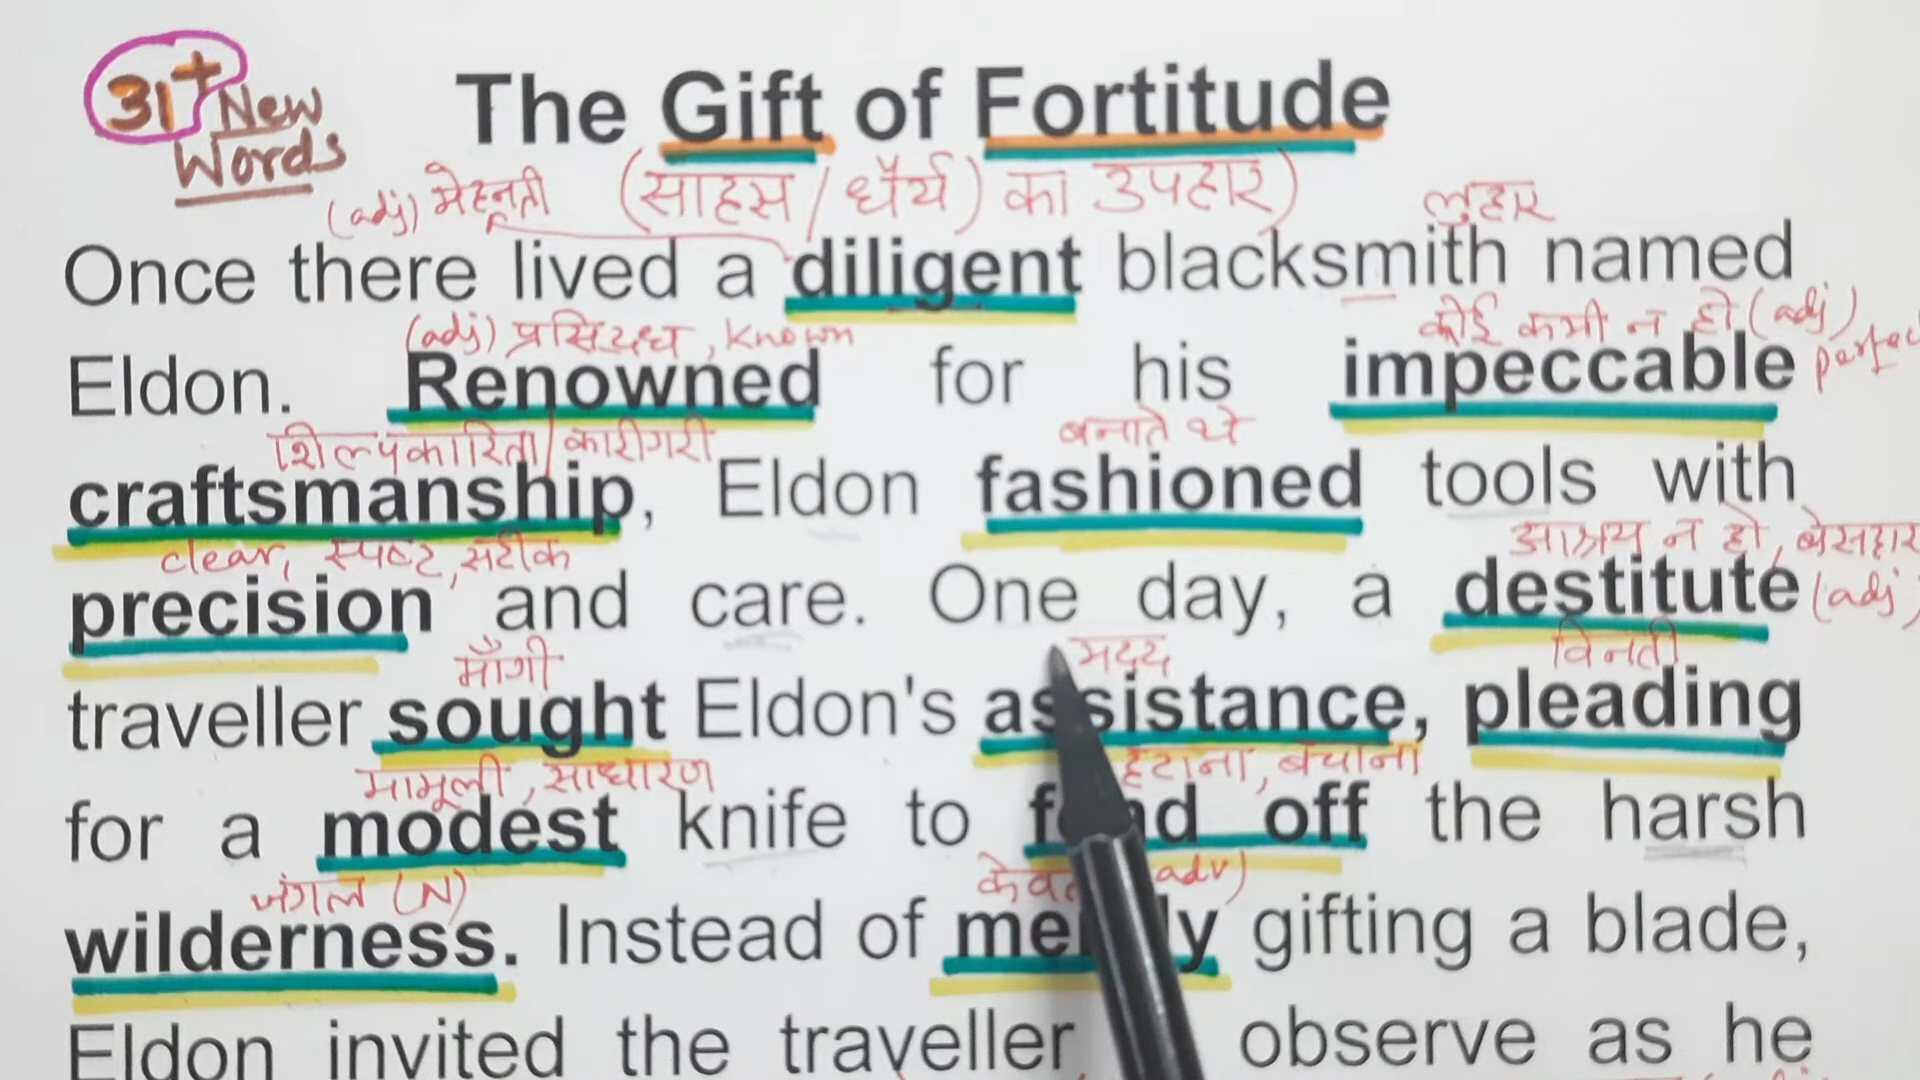 31+ New
Words
The Gift of Fortitude
(adj) मेहनती (साहस / धैर्य) का उपहार) लुहार
Once there lived a diligent blacksmith named
(adj) प्रसिद्ध, known कोई कमी न हो (adj)
Eldon. Renowned for his impeccable
शिल्पकारिता/कारीगरी बनाते थे
craftsmanship, Eldon fashioned tools with
clear, स्पष्ट, सटीक आश्रय न हो,
precision and care. One day, a destitute (adj)
माँगी मदद विनती
traveller sought Eldon's assistance, pleading
मामूली, साधारण हटाना, बचाना
for a modest knife to off the harsh
जंगल (N) adv)
wilderness. Instead of gifting a blade,
Eldon invited the traveller observe as he